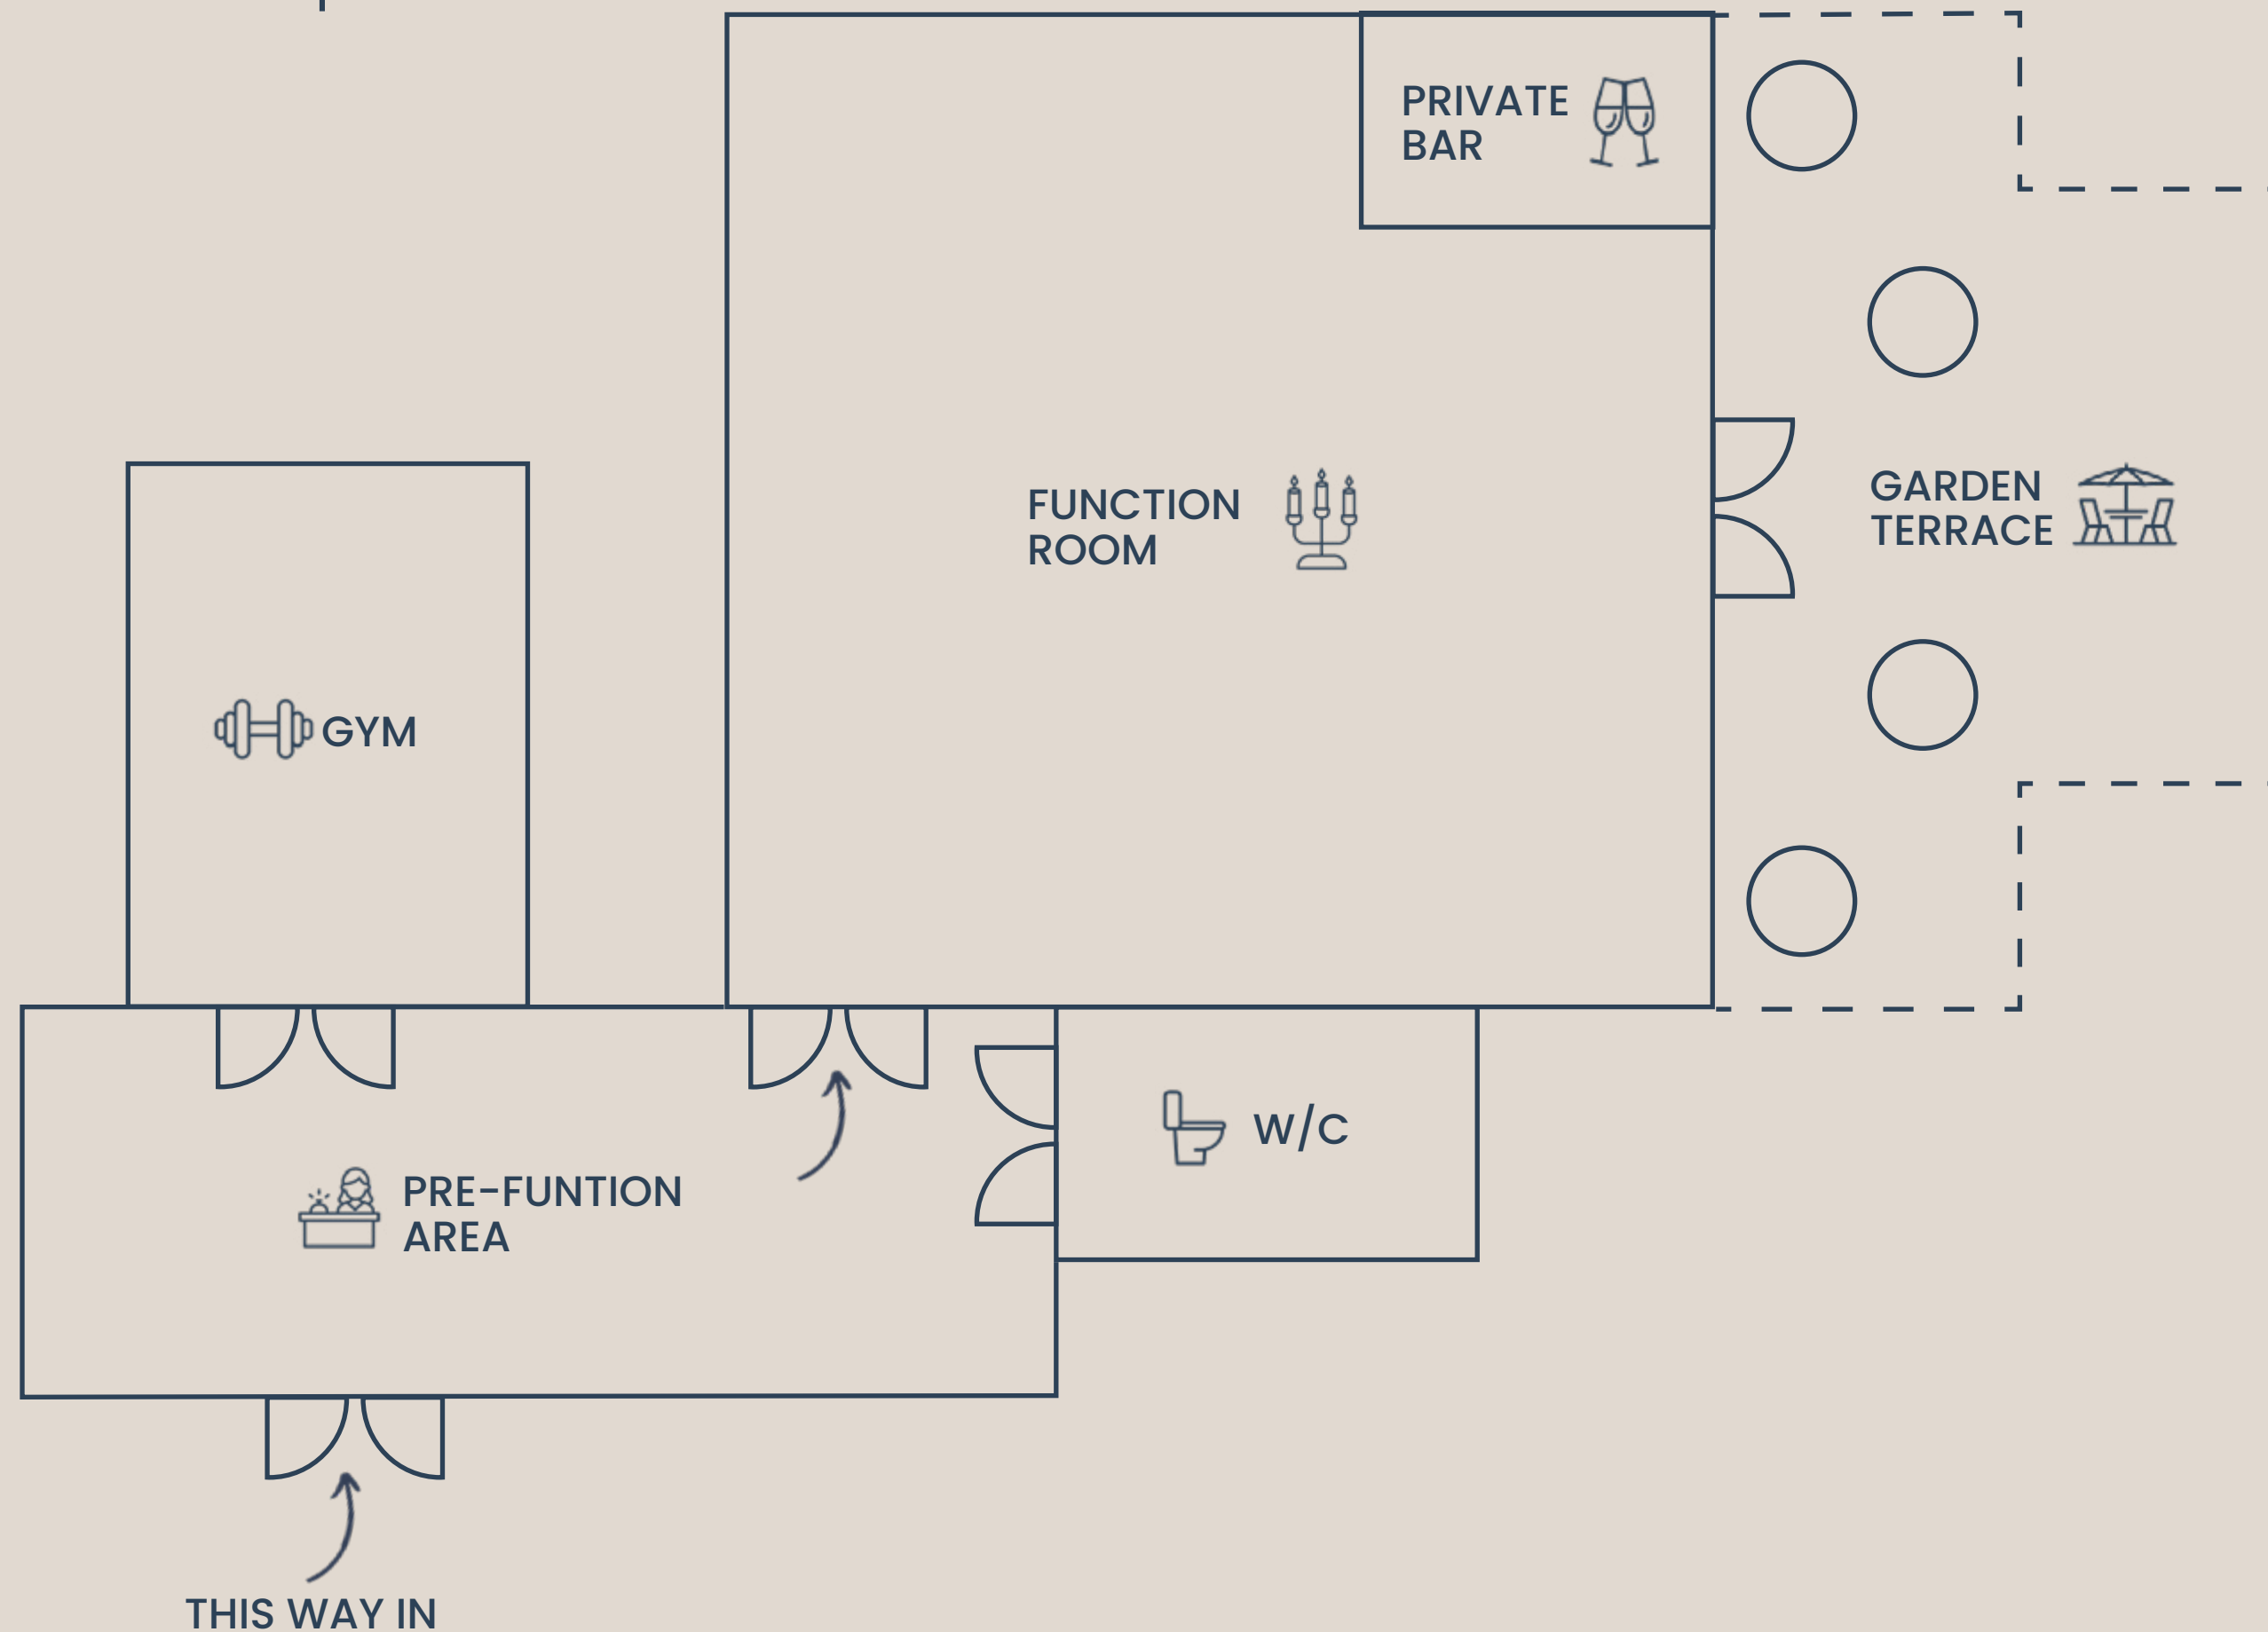 PRIVATE
BAR
FUNCTION
ROOM
GARDEN
TERRACE
GYM
PRE-FUNTION
AREA
W/C
THIS WAY IN